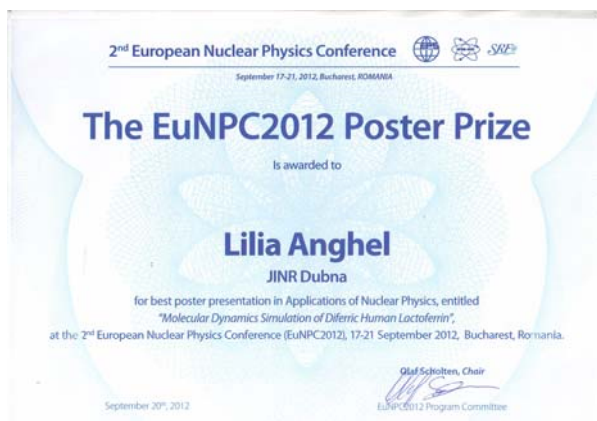 2nd European Nuclear Physics Conference
September 17-21, 2012, Bucharest, ROMANIA
The EuNPC2012 Poster Prize
Is awarded to
Lilia Anghel
JINR Dubna
for best poster presentation in Applications of Nuclear Physics, entitled
"Molecular Dynamics Simulation of Diferric Human Lactoferrin",
at the 2nd European Nuclear Physics Conference (EuNPC2012), 17-21 September 2012, Bucharest, Romania.
Olaf Scholten, Chair
September 20th, 2012
EuNPC2012 Program Committee